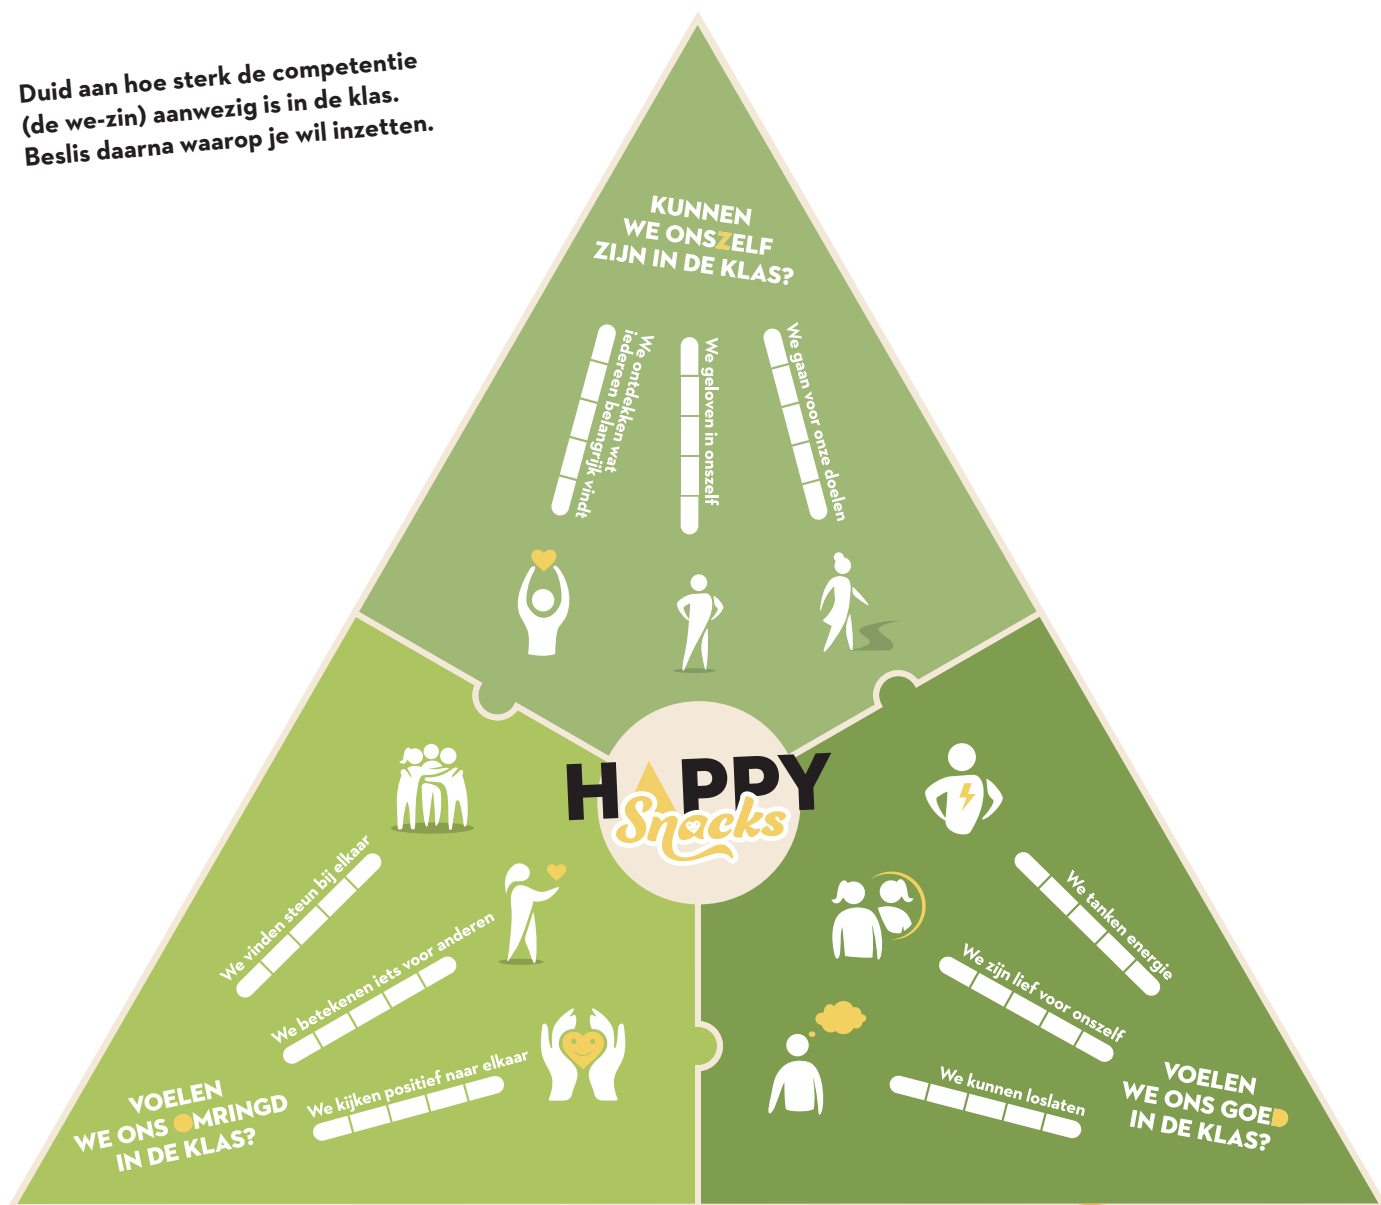 Duid aan hoe sterk de competentie
(de we-zin) aanwezig is in de klas.
Beslis daarna waarop je wil inzetten.
KUNNEN
WE ONSZELF
ZIJN IN DE KLAS?
We ontdekken wat
iedereen belangrijk vindt
We geloven in onszelf
We gaan voor onze doelen
HAPPY
Snacks
We vinden steun bij elkaar
We betekenen iets voor anderen
We kijken positief naar elkaar
VOELEN
WE ONS OMRINGD
IN DE KLAS?
We tanken energie
We zijn lief voor onszelf
We kunnen loslaten
VOELEN
WE ONS GOED
IN DE KLAS?